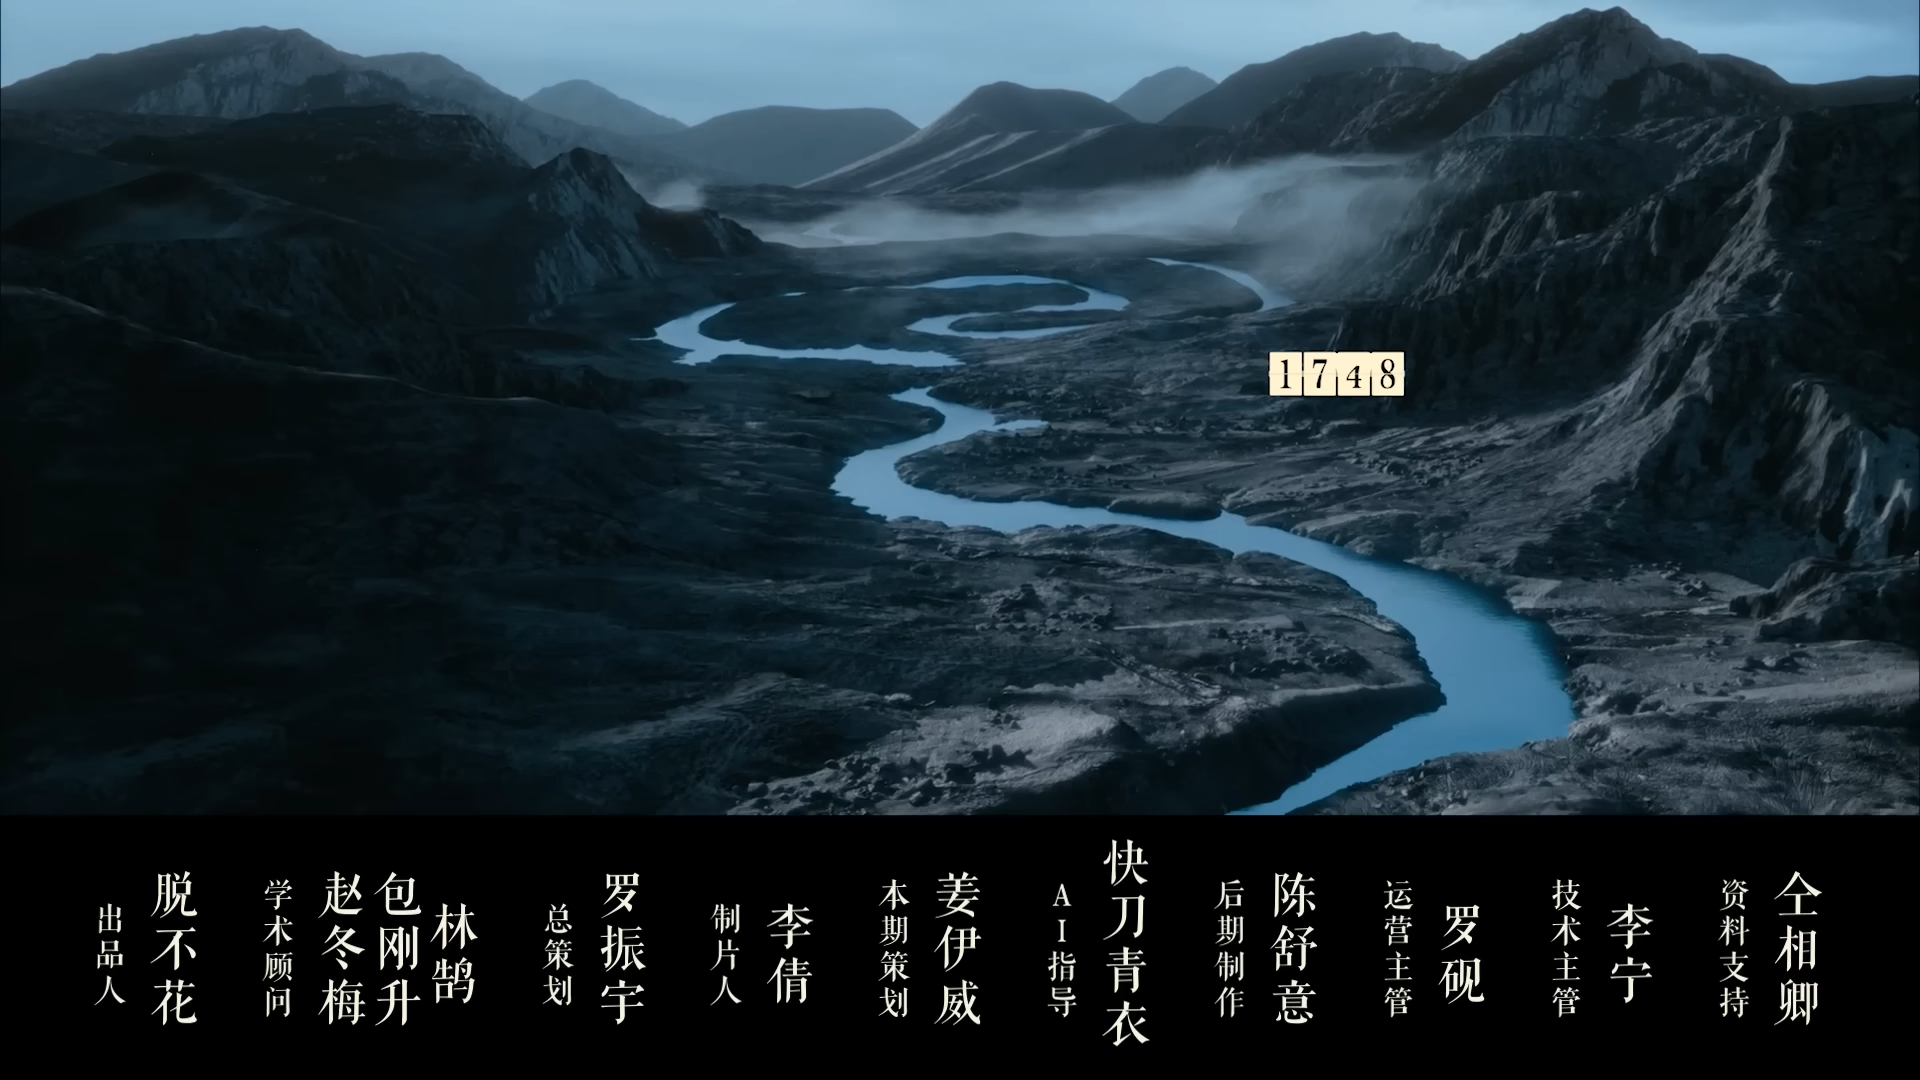 1748
出品人
脱不花
学术顾问
赵冬梅
包刚升
林鹄
总策划
罗振宇
制片人
李倩
本期策划
姜伊威
AI指导
快刀青衣
后期制作
陈舒意
运营主管
罗砚
技术主管
李宁
资料支持
仝相卿